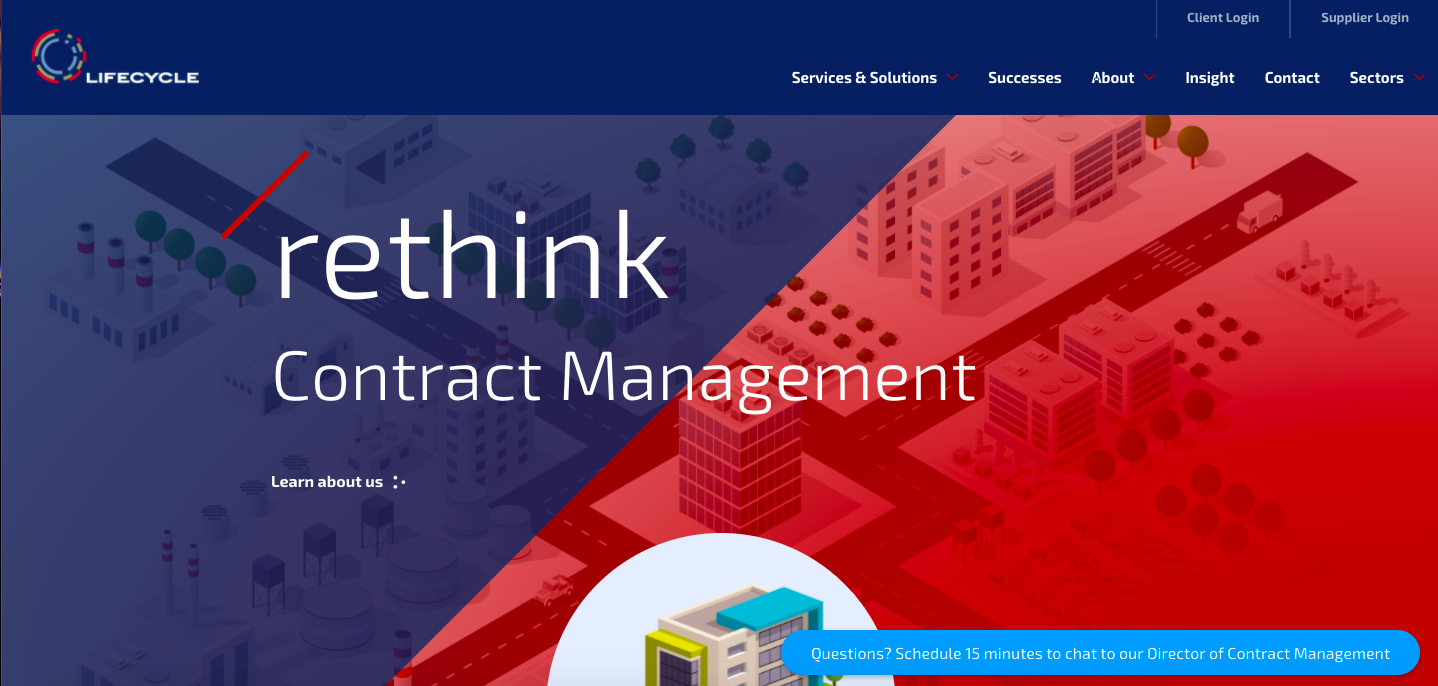 Client Login
Supplier Login
LIFECYCLE
Services & Solutions
Successes
About
Insight
Contact
Sectors
rethink
Contract Management
Learn about us
Questions? Schedule 15 minutes to chat to our Director of Contract Management